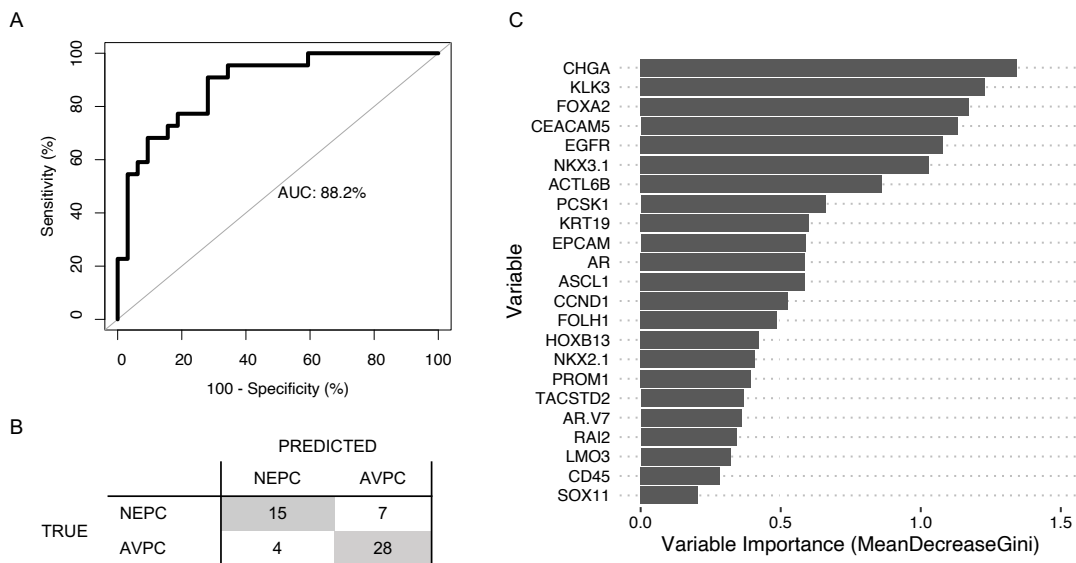 A
100
80
60
40
20
0
Sensitivity (%)
AUC: 88.2%
0 20 40 60 80 100
100 - Specificity (%)
B
PREDICTED
NEPC AVPC
TRUE
NEPC 15 7
AVPC 4 28
C
Variable
CHGA
KLK3
FOXA2
CEACAM5
EGFR
NKX3.1
ACTL6B
PCSK1
KRT19
EPCAM
AR
ASCL1
CCND1
FOLH1
HOXB13
NKX2.1
PROM1
TACSTD2
AR.V7
RAI2
LMO3
CD45
SOX11
0.0 0.5 1.0 1.5
Variable Importance (MeanDecreaseGini)